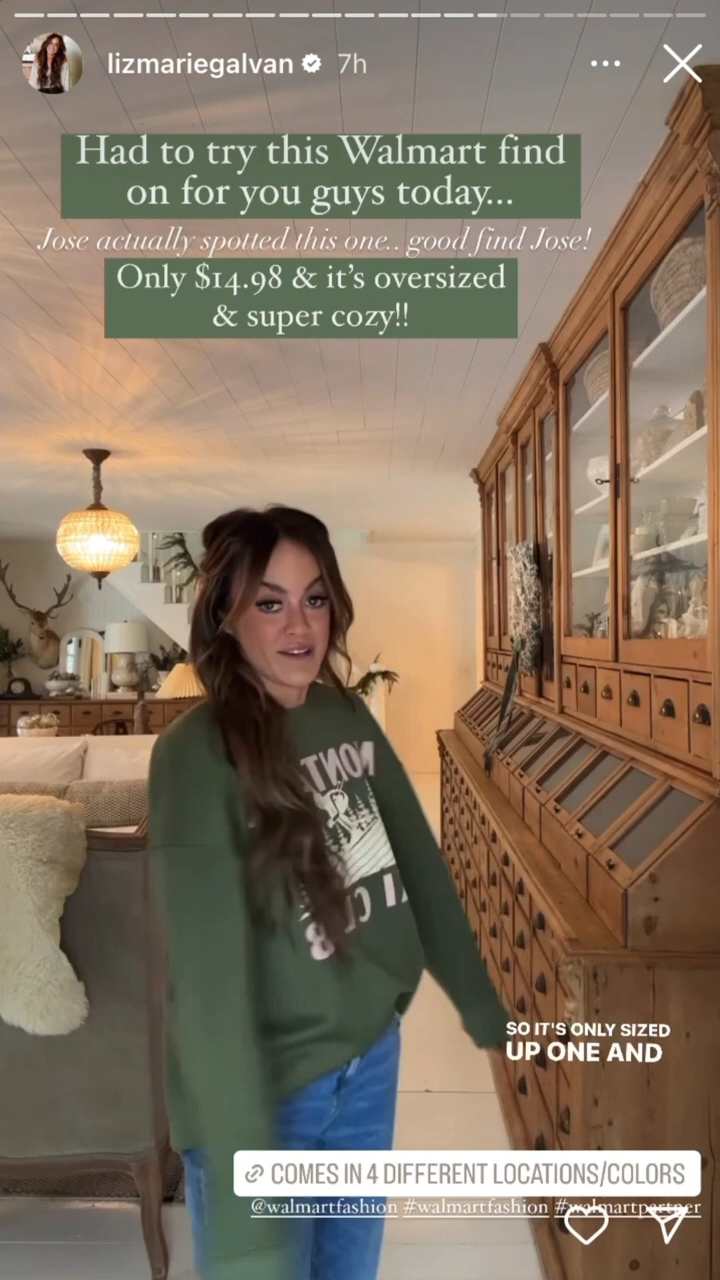 lizmariegalvan 7h
Had to try this Walmart find
on for you guys today...
Jose actually spotted this one.. good find Jose!
Only $14.98 & it's oversized
& super cozy!!
SO IT'S ONLY SIZED
UP ONE AND
COMES IN 4 DIFFERENT LOCATIONS/COLORS
@walmartfashion #walmartfashion #walmartpartner